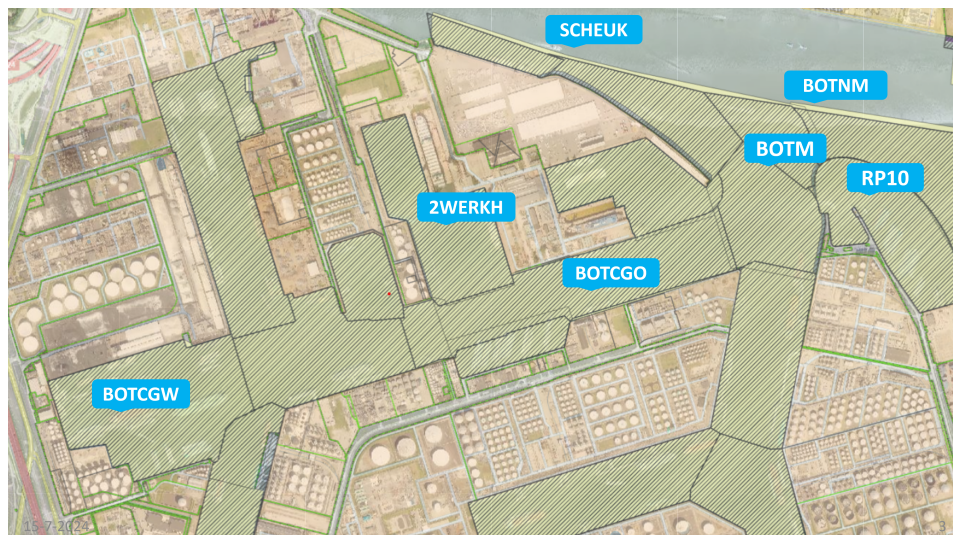 SCHEUK
BOTNM
BOTM
RP10
2WERKH
BOTCGO
BOTCGW
15-7-2024
3